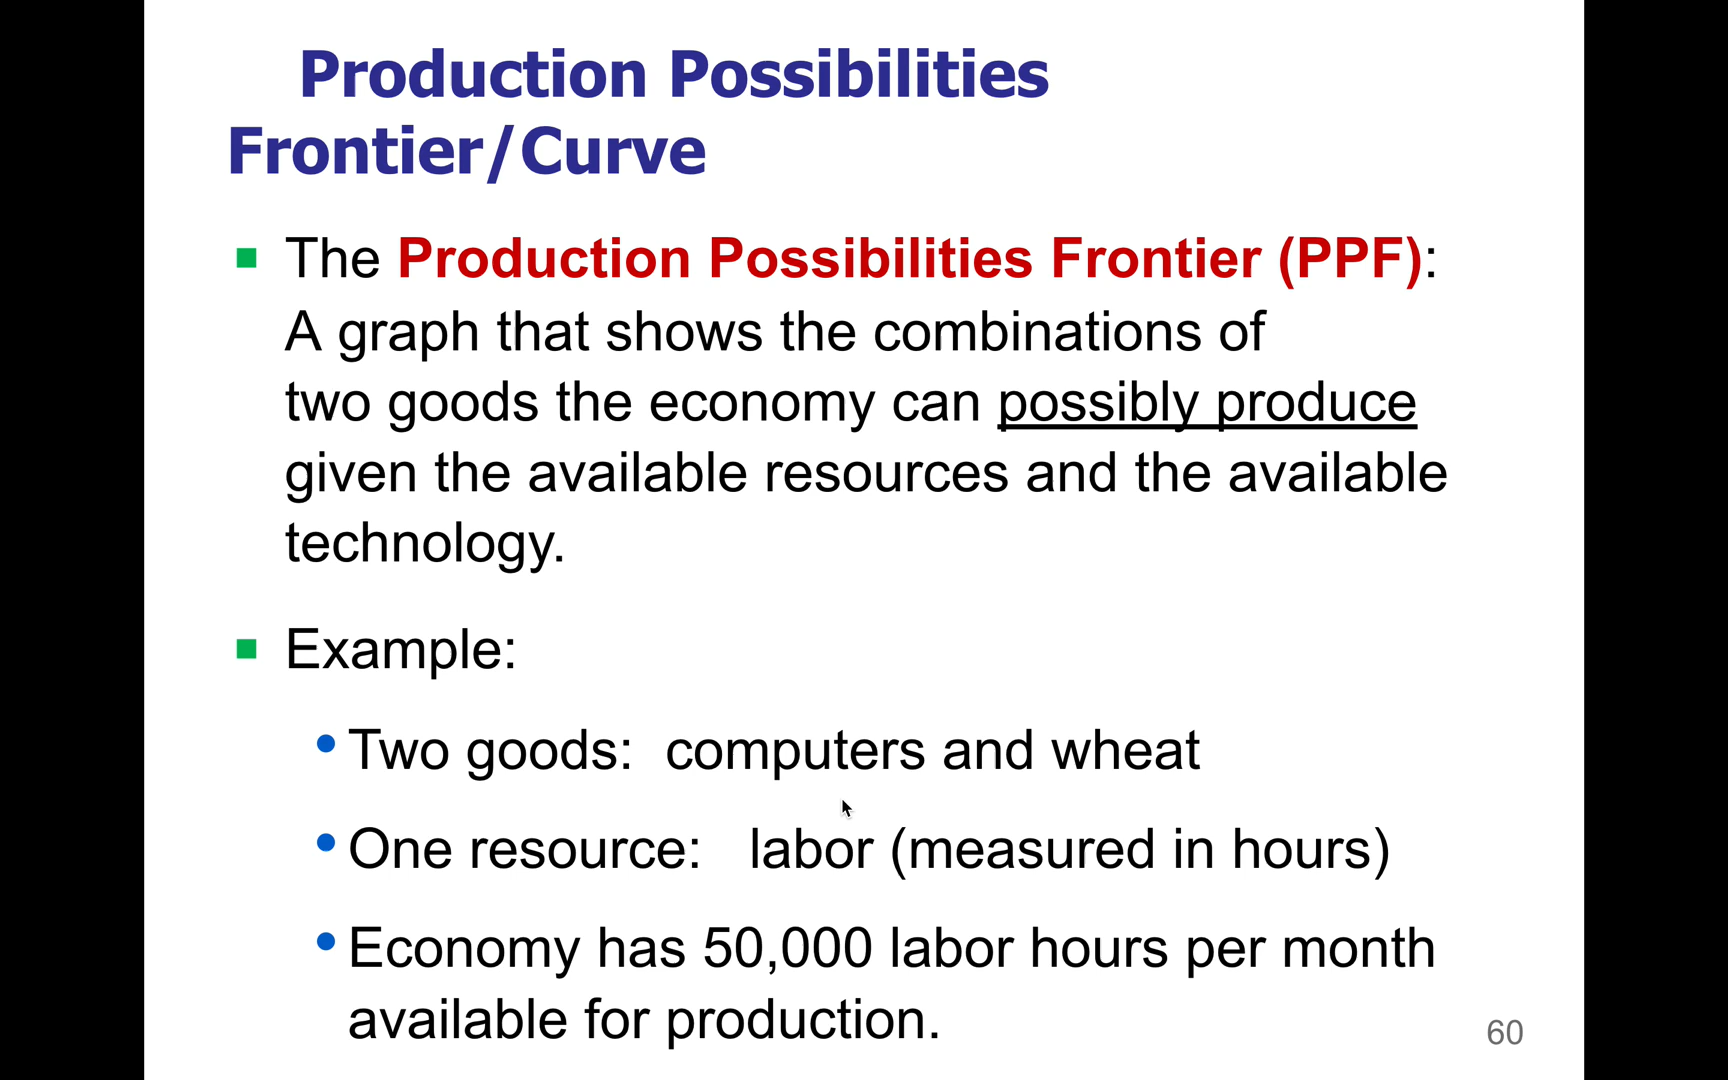 Production Possibilities
Frontier/Curve
The Production Possibilities Frontier (PPF):
A graph that shows the combinations of
two goods the economy can possibly produce
given the available resources and the available
technology.
Example:
Two goods:  computers and wheat
One resource:   labor (measured in hours)
Economy has 50,000 labor hours per month
available for production.
60